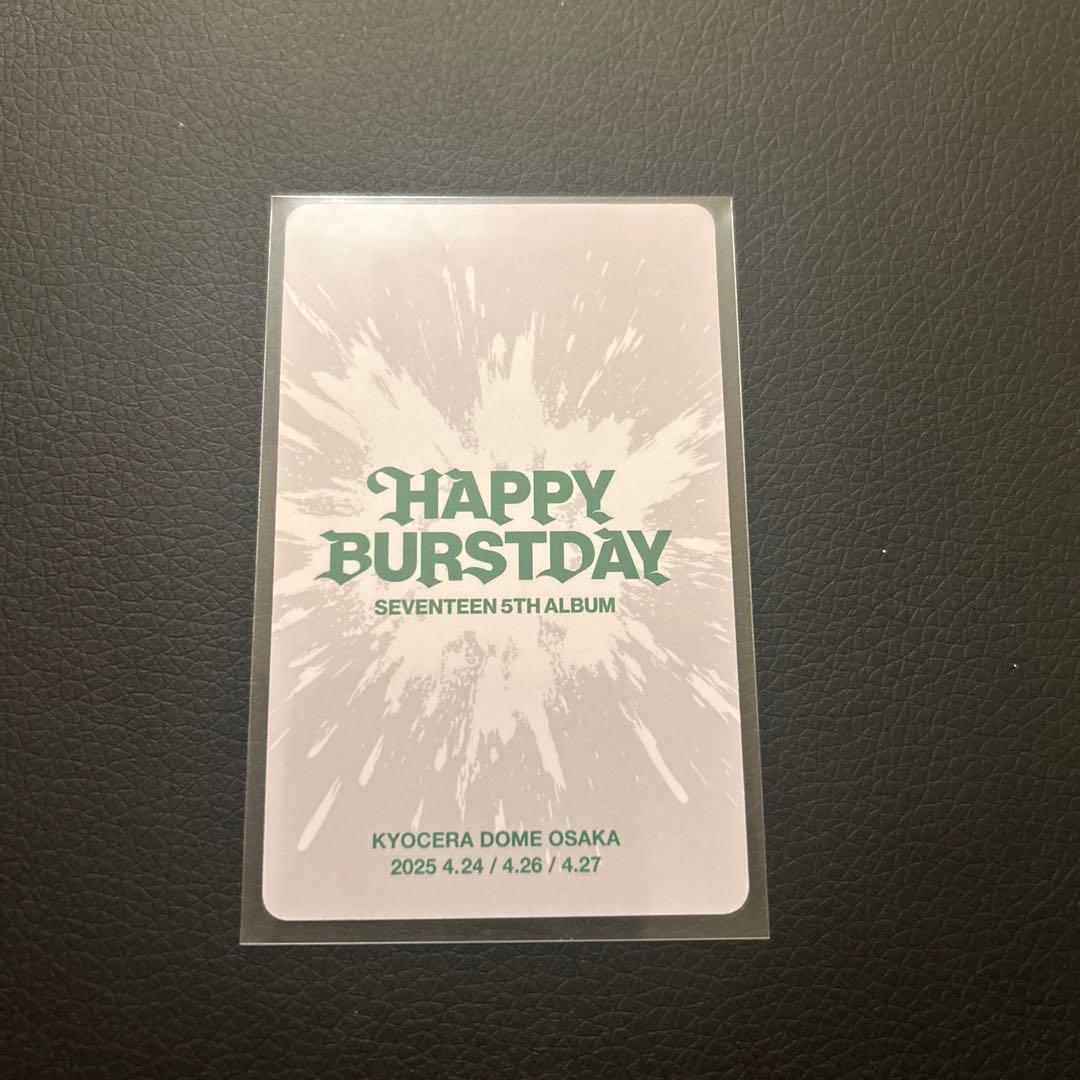 HAPPY
BURSTDAY
SEVENTEEN 5TH ALBUM
KYOCERA DOME OSAKA
2025 4.24 / 4.26 / 4.27